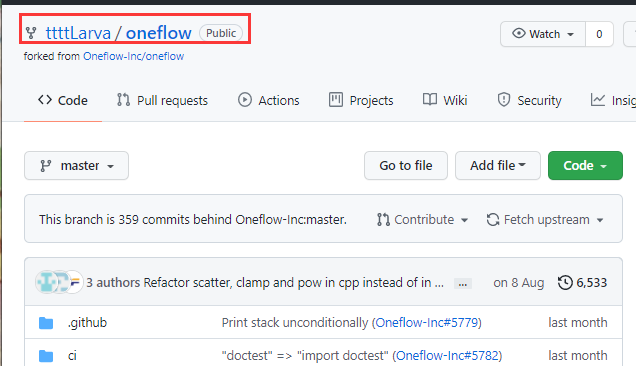 ttttLarva / oneflow Public
Watch 0
forked from Oneflow-Inc/oneflow
Code Pull requests Actions Projects Wiki Security
master Go to file Add file Code
This branch is 359 commits behind Oneflow-Inc:master. Contribute Fetch upstream
3 authors Refactor scatter, clamp and pow in cpp instead of in ... ... on 8 Aug 6,533
.github Print stack unconditionally (Oneflow-Inc#5779) last month
ci "doctest" => "import doctest" (Oneflow-Inc#5782) last month